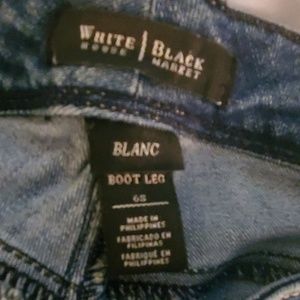 WHITE | BLACK
HOUSE MARKET
BLANC
BOOT LEG
6S
MADE IN
PHILIPPINES
FABRICADO EN
FILIPINAS
FABRIQUÉ EN
PHILIPPINES